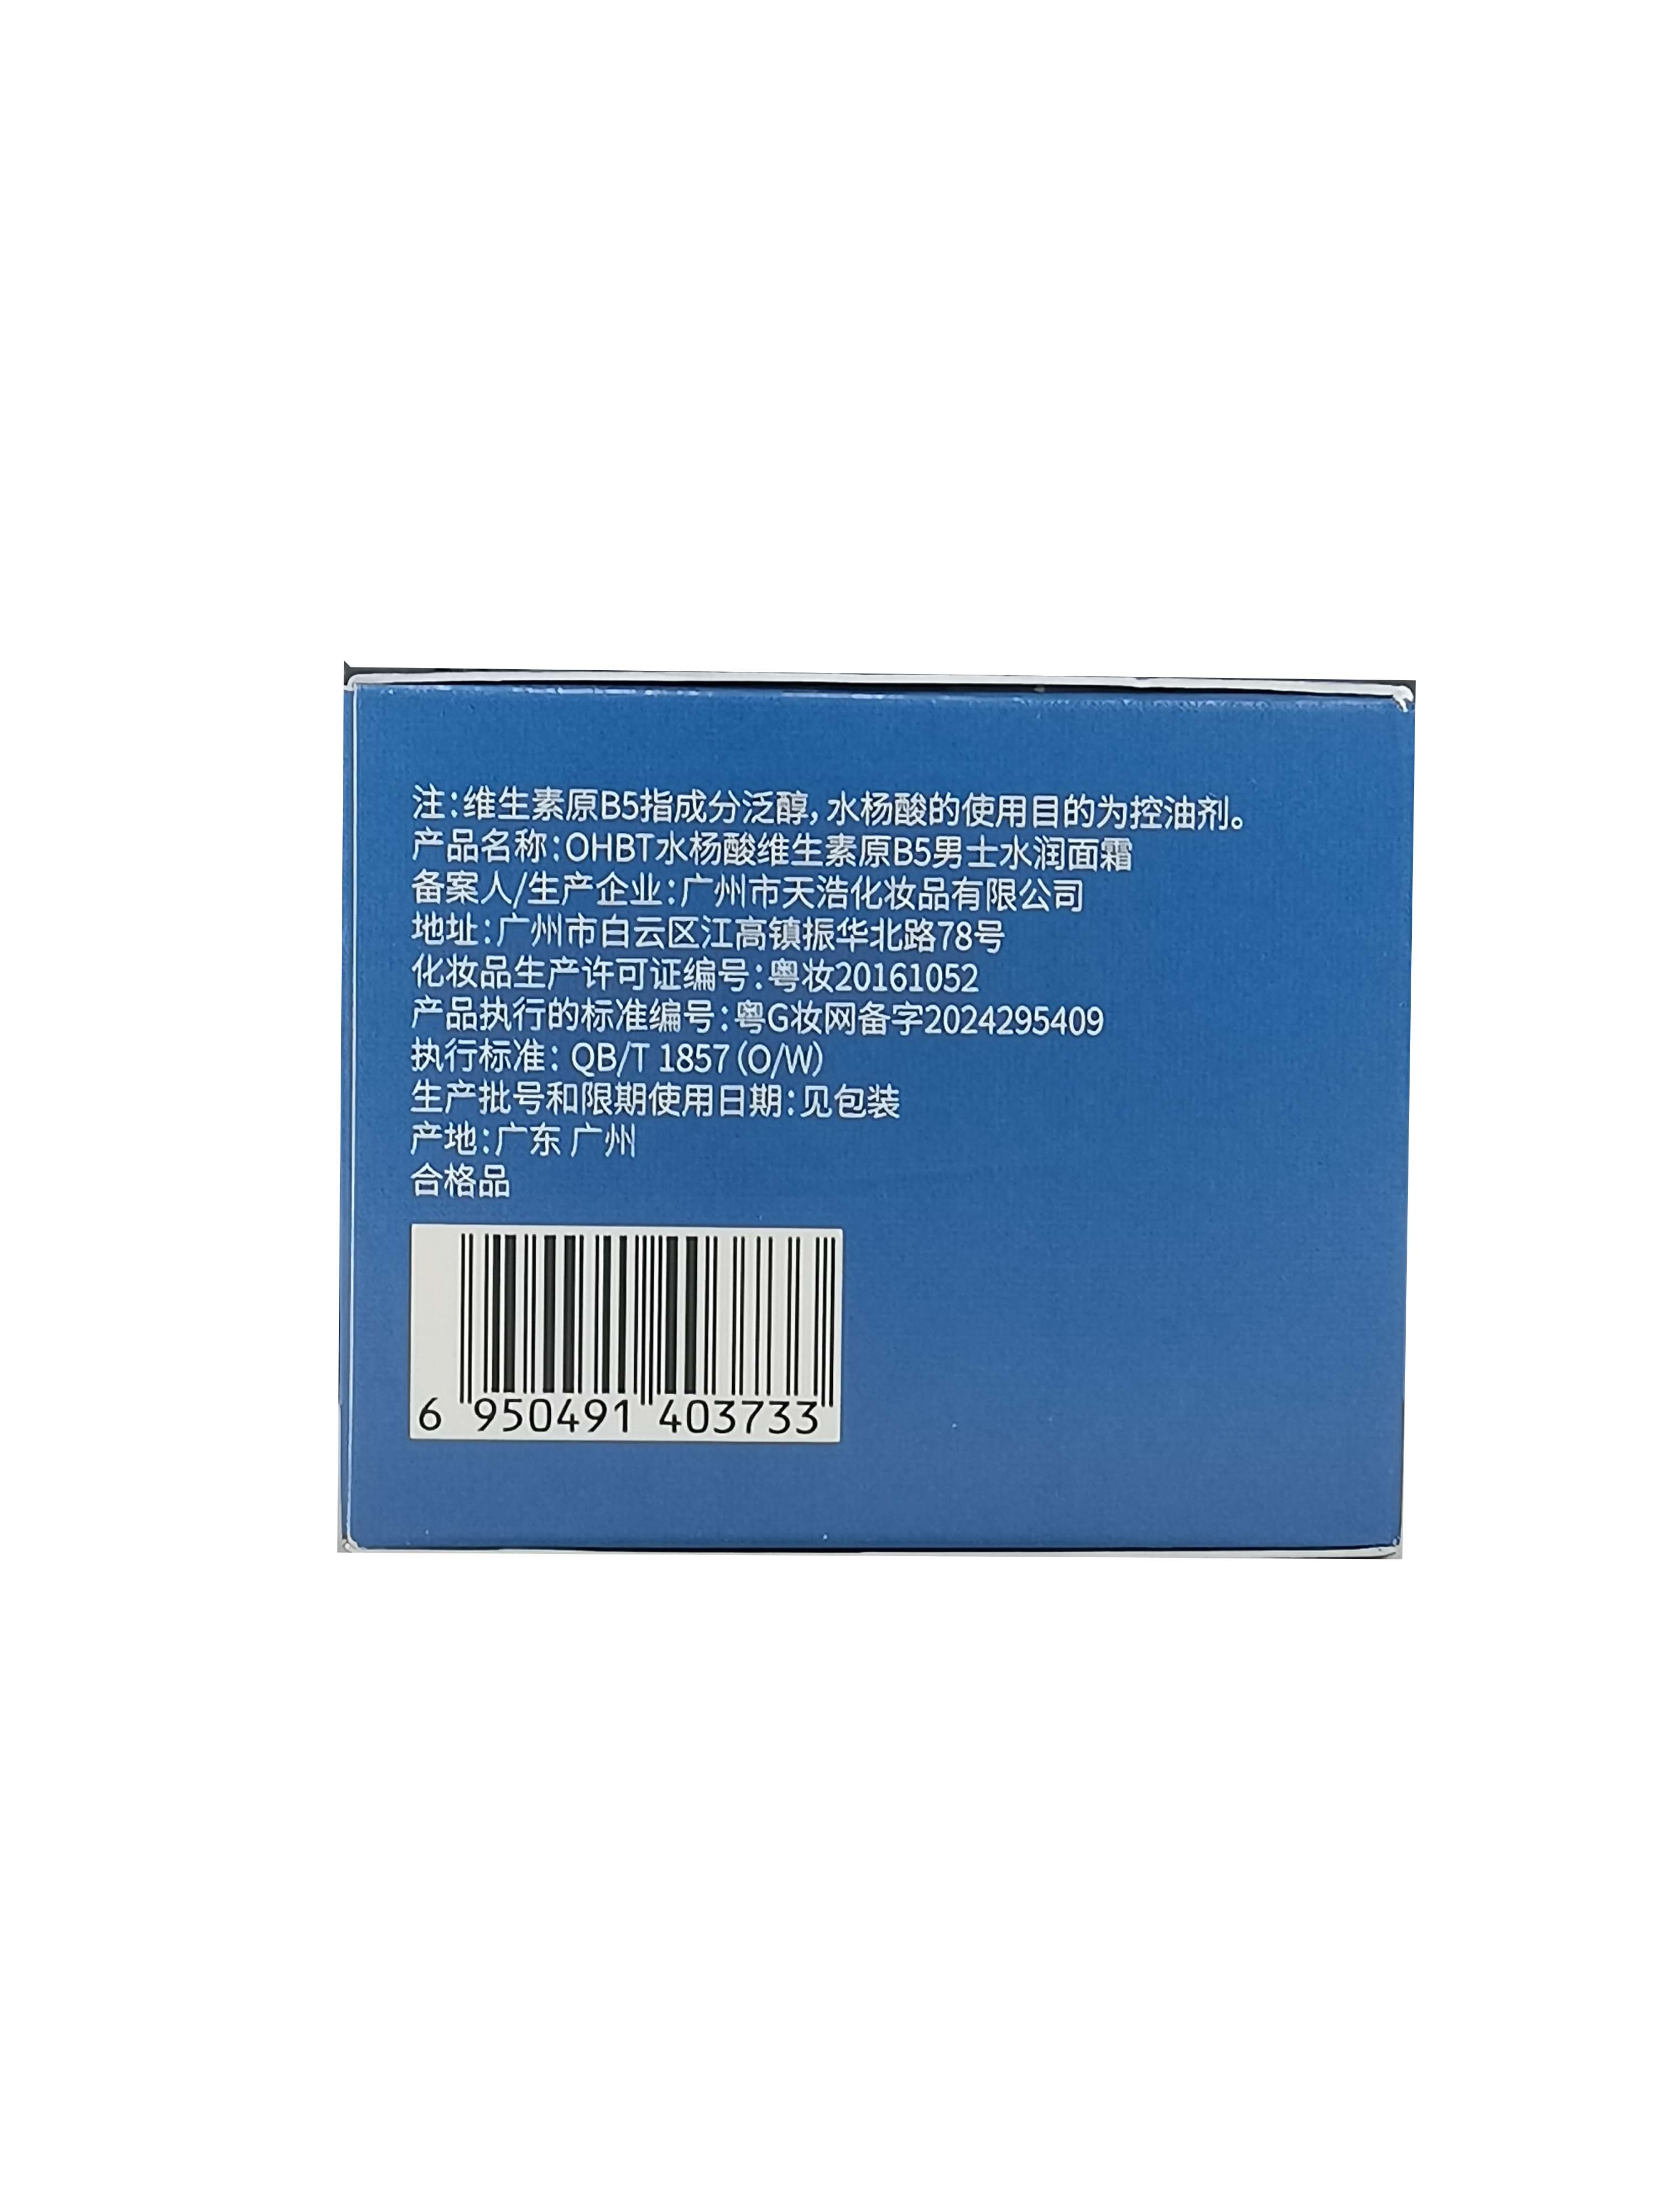 注:维生素原B5指成分泛醇,水杨酸的使用目的为控油剂。
产品名称:OHBT水杨酸维生素原B5男士水润面霜
备案人/生产企业:广州市天浩化妆品有限公司
地址:广州市白云区江高镇振华北路78号
化妆品生产许可证编号:粤妆20161052
产品执行的标准编号:粤G妆网备字2024295409
执行标准: QB/T 1857(O/W)
生产批号和限期使用日期:见包装
产地:广东 广州
合格品
6 950491 403733